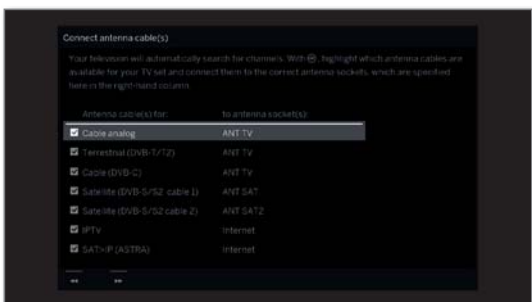 Connect antenna cable(s)
Your television will automatically search for channels. With OK, highlight which antenna cables are
available for your TV set and connect them to the correct antenna sockets, which are specified
here in the right-hand column.
Antenna cable(s) for: to antenna socket(s):
Cable analog ANT TV
Terrestrial (DVB-T/T2) ANT TV
Cable (DVB-C) ANT TV
Satellite (DVB-S/S2 cable 1) ANT SAT
Satellite (DVB-S/S2 cable 2) ANT SAT2
IPTV Internet
SAT>IP (ASTRA) Internet